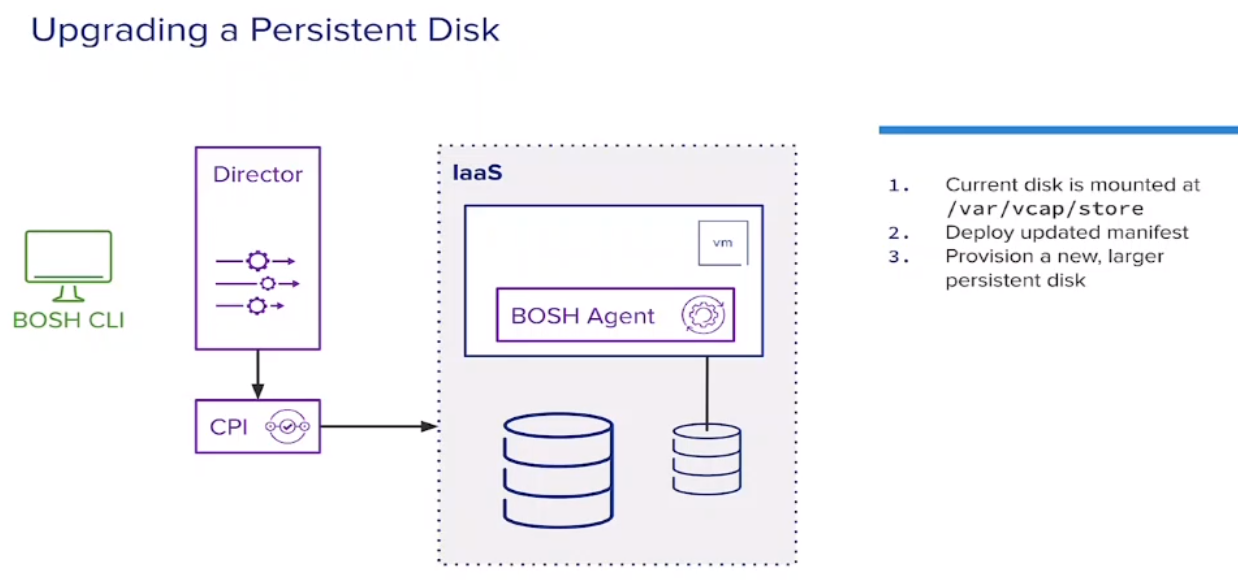 Upgrading a Persistent Disk
Director
IaaS
vm
BOSH Agent
BOSH CLI
CPI
1. Current disk is mounted at
/var/vcap/store
2. Deploy updated manifest
3. Provision a new, larger
persistent disk